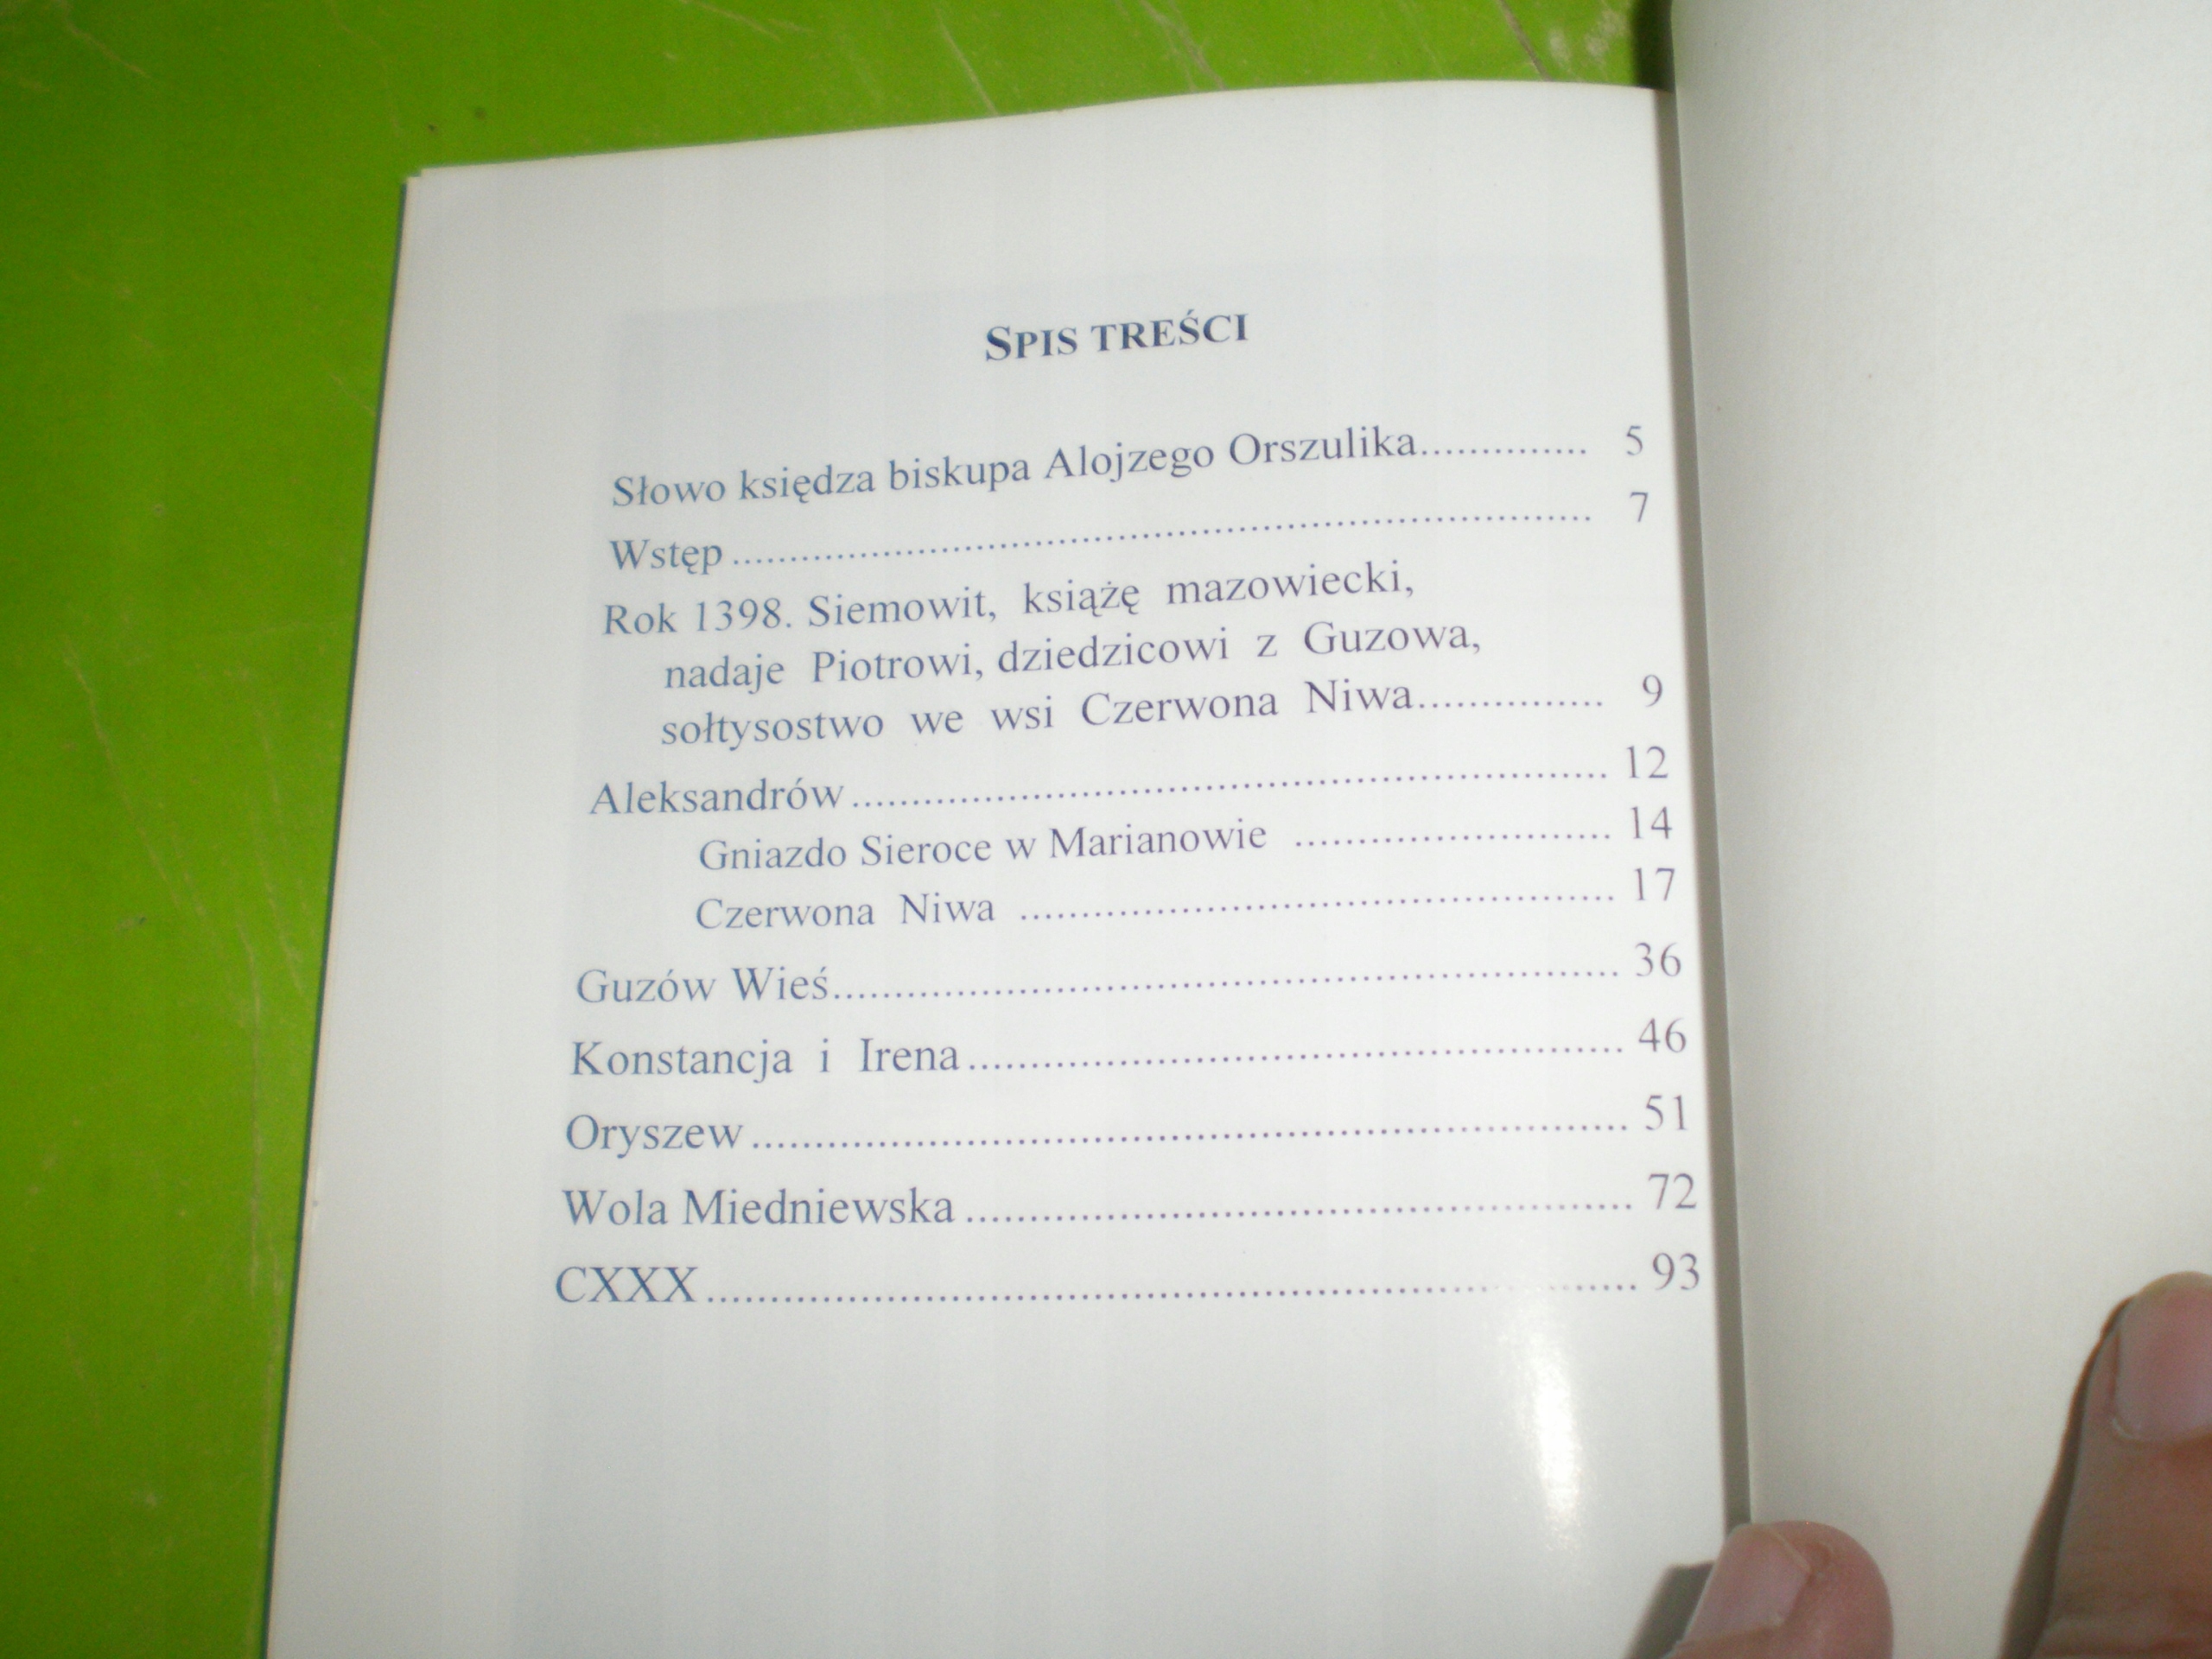 SPIS TREŚCI
Słowo księdza biskupa Alojzego Orszulika.............. 5
Wstęp ........................................................................ 7
Rok 1398. Siemowit, książę mazowiecki,
nadaje Piotrowi, dziedzicowi z Guzowa,
sołtysostwo we wsi Czerwona Niwa................ 9
Aleksandrów................................................................ 12
Gniazdo Sieroce w Marianowie ........................... 14
Czerwona Niwa .................................................. 17
Guzów Wieś................................................................. 36
Konstancja i Irena....................................................... 46
Oryszew....................................................................... 51
Wola Miedniewska ..................................................... 72
CXXX.......................................................................... 93